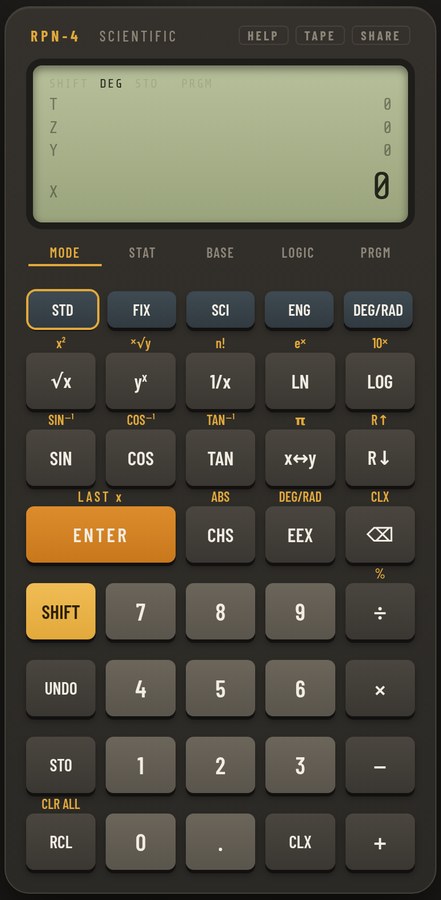 RPN-4 SCIENTIFIC HELP TAPE SHARE
SHIFT DEG STO PRGM
T 0
Z 0
Y 0
X 0
MODE STAT BASE LOGIC PRGM
STD FIX SCI ENG DEG/RAD
x² ˣ√y n! eˣ 10ˣ
√x yˣ 1/x LN LOG
SIN⁻¹ COS⁻¹ TAN⁻¹ π R↑
SIN COS TAN x↔y R↓
LAST x ABS DEG/RAD CLX
ENTER CHS EEX ⌫
%
SHIFT 7 8 9 ÷
UNDO 4 5 6 ×
STO 1 2 3 −
CLR ALL
RCL 0 . CLX +